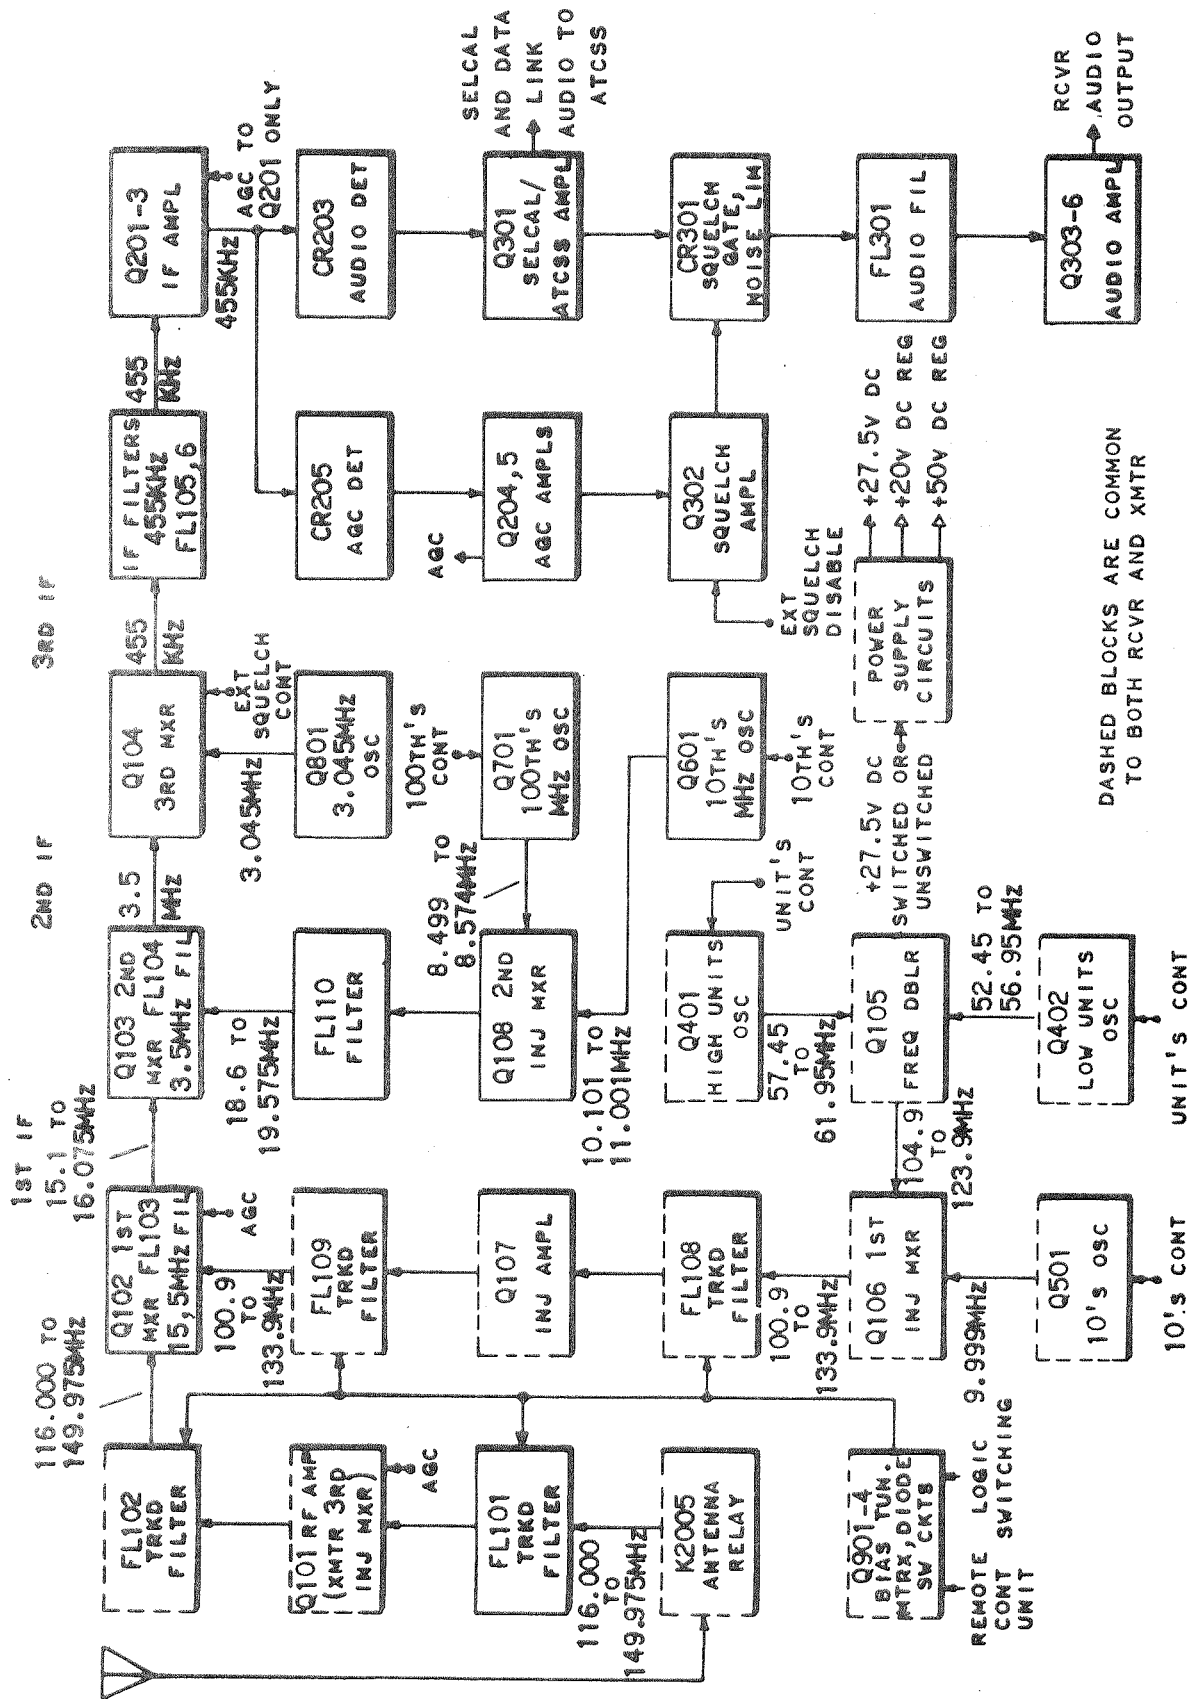 116.000 TO
149.975MHz
1ST IF
15.1 TO
16.075MHz
2ND IF
3RD IF
FL102
TRKD
FILTER
Q102 1ST
MXR FL103
15,5MHz FIL
Q103 2ND
MXR FL104
3.5MHz FIL
3.5
MHz
Q104
3RD MXR
455
KHz
IF FILTERS
455KHz
FL105,6
455
KHz
Q201-3
IF AMPL
Q101 RF AMP
(XMTR 3RD
INJ MXR)
AGC
100.9
TO
133.9MHz
AGC
FL109
TRKD
FILTER
18.6 TO
19.575MHz
FL110
FILTER
3.045MHz
EXT
SQUELCH
CONT
Q801
3.045MHz
OSC
455KHz
AGC TO
Q201 ONLY
CR205
AGC DET
CR203
AUDIO DET
FL101
TRKD
FILTER
Q107
INJ AMPL
Q108 2ND
INJ MXR
8.499 TO
8.574MHz
100TH'S
CONT
Q701
100TH'S
MHz OSC
AGC
Q204,5
AGC AMPLS
Q301
SELCAL/
ATCSS AMPL
SELCAL
AND DATA
LINK
AUDIO TO
ATCSS
116.000
TO
149.975MHz
K2005
ANTENNA
RELAY
FL108
TRKD
FILTER
10.101 TO
11.001MHz
Q401
HIGH UNITS
OSC
UNIT'S
CONT
Q601
10TH'S
MHz OSC
10TH'S
CONT
EXT
SQUELCH
DISABLE
Q302
SQUELCH
AMPL
CR301
SQUELCH
GATE,
NOISE LIM
100.9
TO
133.9MHz
57.45
TO
61.95MHz
Q901-4
BIAS TUN.
MTRX,DIODE
SW CKTS
REMOTE
CONT
UNIT
LOGIC
SWITCHING
Q106 1ST
INJ MXR
104.9
TO
123.9MHz
Q105
FREQ DBLR
+27.5V DC
SWITCHED OR
UNSWITCHED
POWER
SUPPLY
CIRCUITS
+27.5V DC
+20V DC REG
+50V DC REG
FL301
AUDIO FIL
9.999MHz
Q501
10'S OSC
10'S CONT
52.45 TO
56.95MHz
Q402
LOW UNITS
OSC
UNIT'S CONT
Q303-6
AUDIO AMPL
RCVR
AUDIO
OUTPUT
DASHED BLOCKS ARE COMMON
TO BOTH RCVR AND XMTR